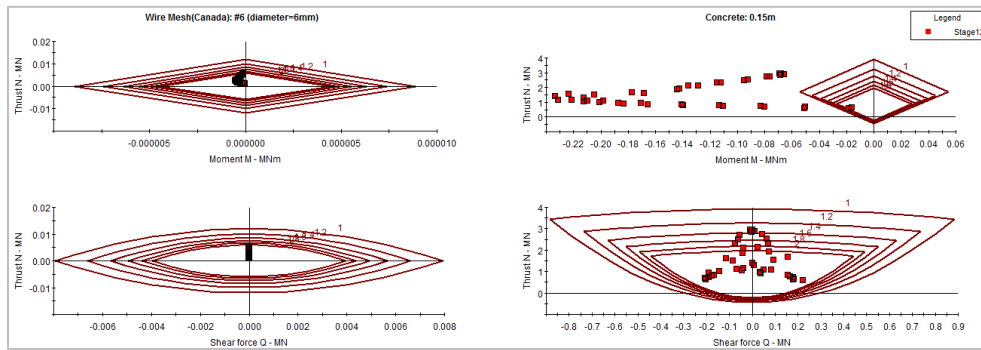 Wire Mesh(Canada): #6 (diameter=6mm)
Thrust N - MN
0.02
0.01
0.00
-0.01
1.4 1.2 1
-0.000005 0.000000 0.000005 0.000010
Moment M - MNm
Concrete: 0.15m
Legend
Stage12
Thrust N - MN
4
3
2
1
0
1.2 1
-0.22 -0.20 -0.18 -0.16 -0.14 -0.12 -0.10 -0.08 -0.06 -0.04 -0.02 0.00 0.02 0.04 0.06
Moment M - MNm
Thrust N - MN
0.02
0.01
0.00
-0.01
1.4 1.2 1
-0.006 -0.004 -0.002 0.000 0.002 0.004 0.006 0.008
Shear force Q - MN
Thrust N - MN
4
3
2
1
0
1
1.2
1.4
1.6
1.8
-0.8 -0.7 -0.6 -0.5 -0.4 -0.3 -0.2 -0.1 0.0 0.1 0.2 0.3 0.4 0.5 0.6 0.7 0.8 0.9
Shear force Q - MN